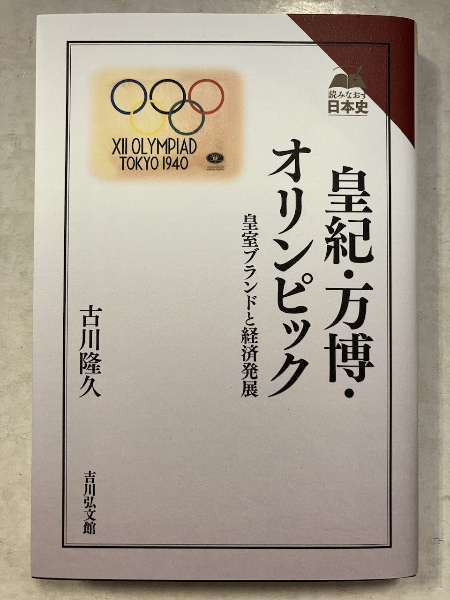 読みなおす
日本史
XII OLYMPIAD
TOKYO 1940
皇紀・万博・
オリンピック
皇室ブランドと経済発展
古川隆久
吉川弘文館